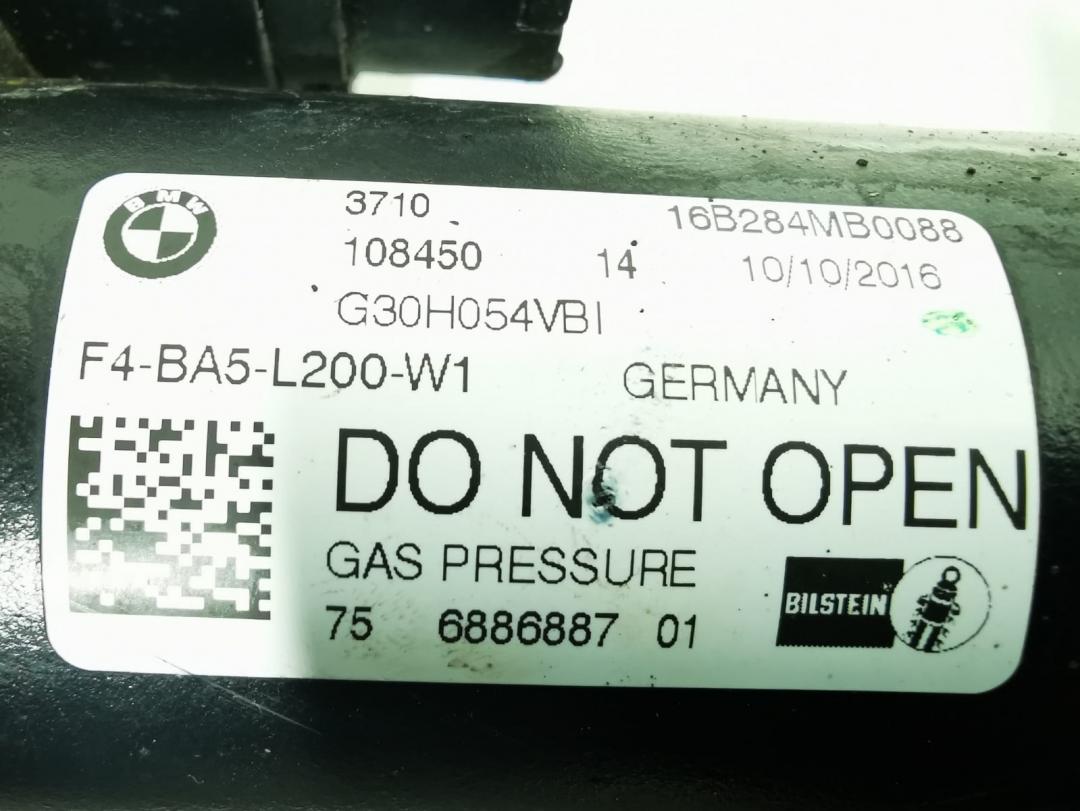 BMW
3710 16B284MB0088
108450 14 10/10/2016
G30H054VBI
F4-BA5-L200-W1 GERMANY
DO NOT OPEN
GAS PRESSURE
75 6886887 01
BILSTEIN